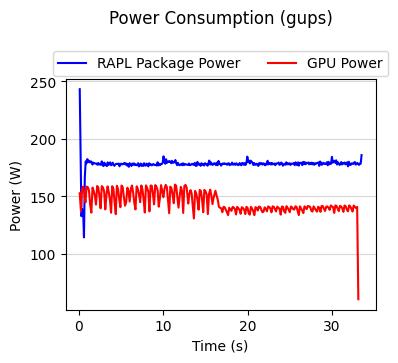 Power Consumption (gups)
RAPL Package Power
GPU Power
Power (W)
250
200
150
100
0
10
20
30
Time (s)